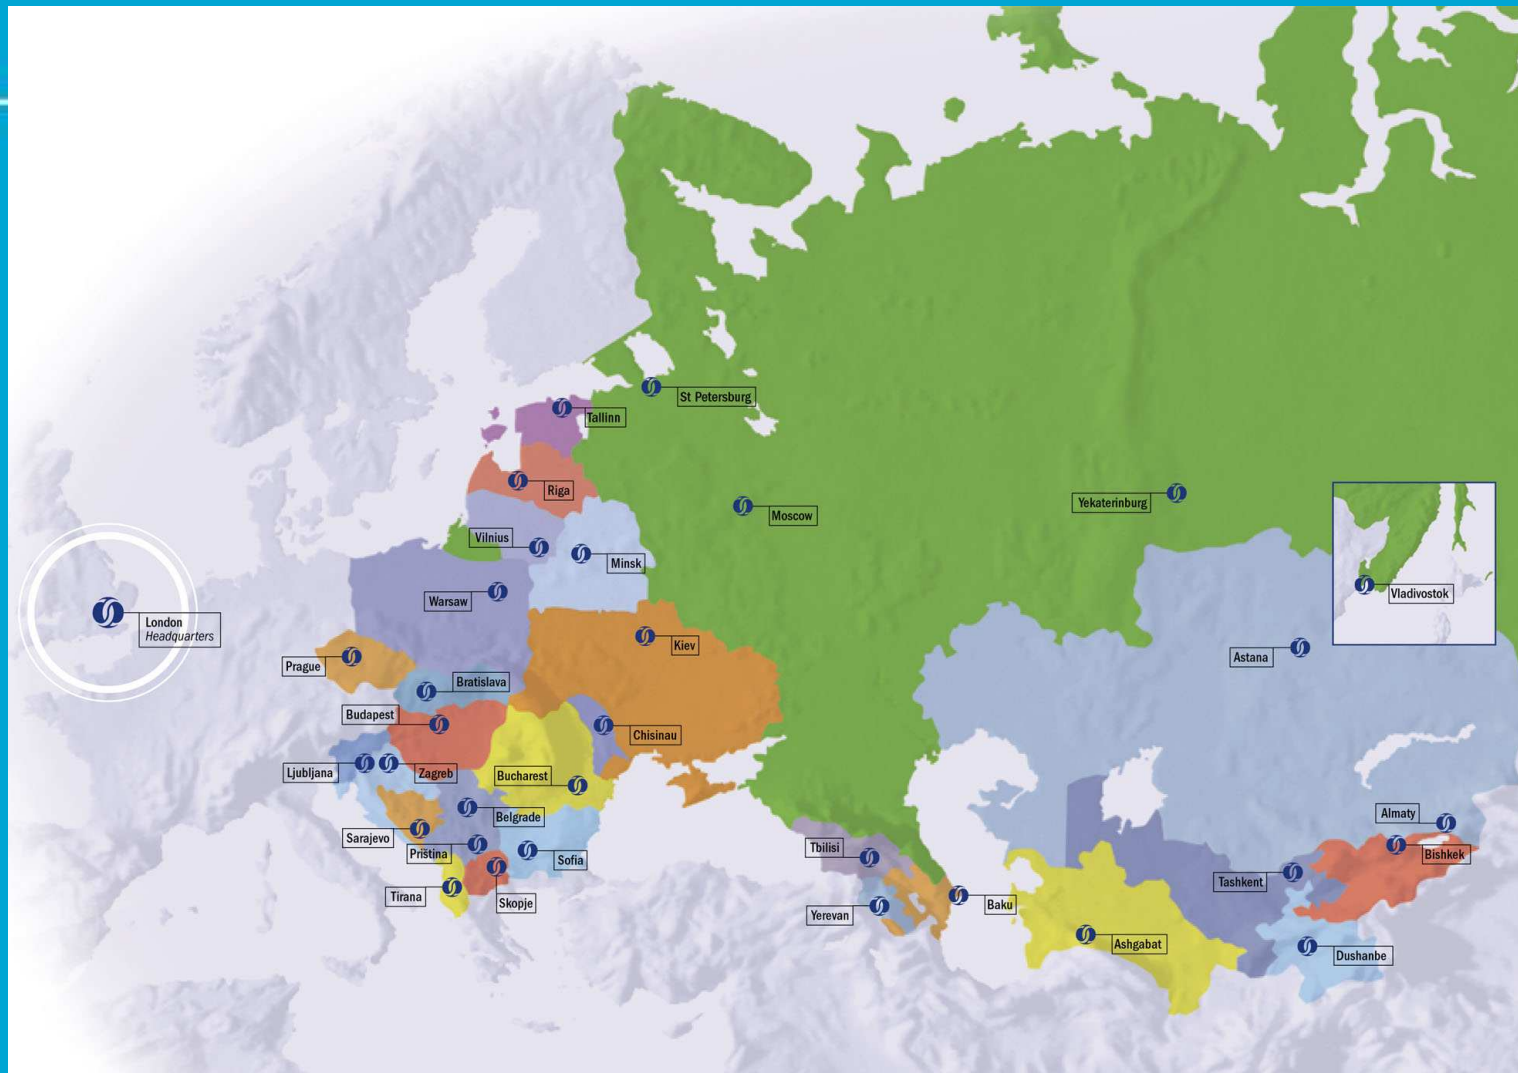 St Petersburg
Tallinn
Riga
Moscow
Yekaterinburg
Vilnius
Minsk
Vladivostok
Warsaw
London
Headquarters
Kiev
Astana
Prague
Bratislava
Budapest
Chisinau
Ljubljana
Zagreb
Bucharest
Belgrade
Almaty
Sarajevo
Priština
Sofia
Tbilisi
Bishkek
Tashkent
Tirana
Skopje
Yerevan
Baku
Ashgabat
Dushanbe